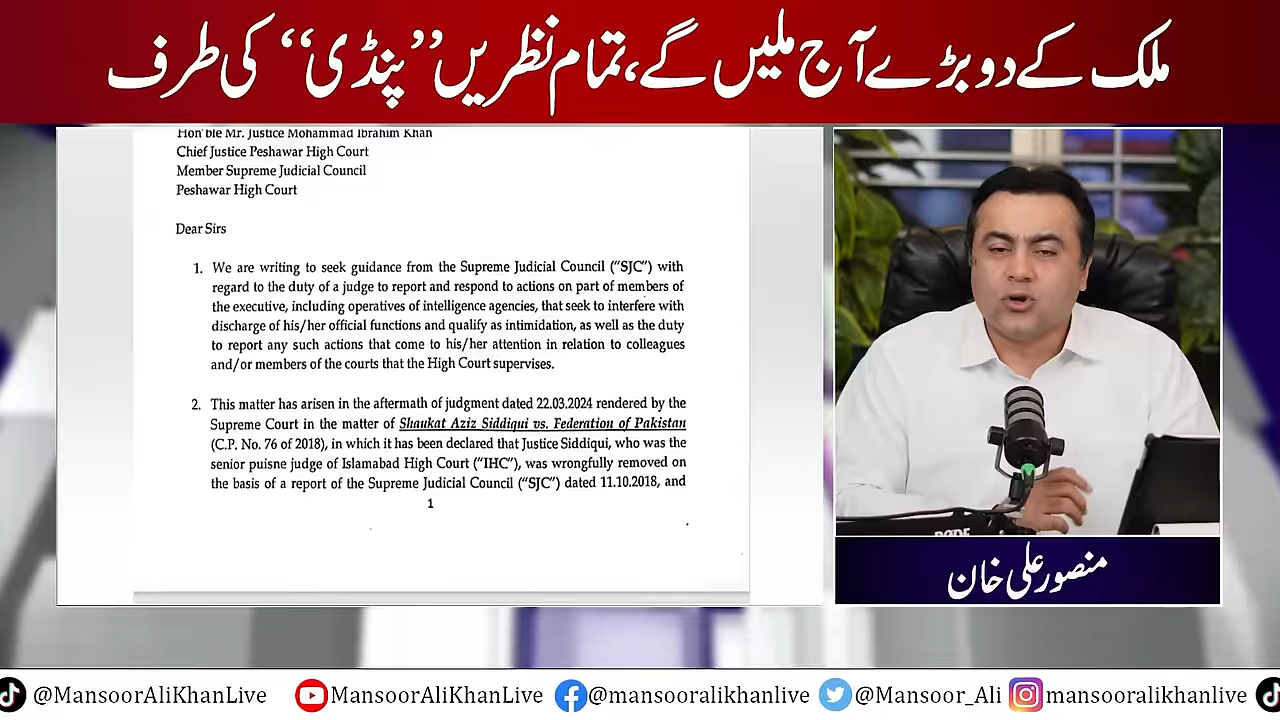 ملک کے دو بڑے آج ملیں گے، تمام نظریں ”پنڈی“ کی طرف
Hon'ble Mr. Justice Mohammad Ibrahim Khan
Chief Justice Peshawar High Court
Member Supreme Judicial Council
Peshawar High Court
Dear Sirs
1. We are writing to seek guidance from the Supreme Judicial Council (“SJC”) with
regard to the duty of a judge to report and respond to actions on part of members of
the executive, including operatives of intelligence agencies, that seek to interfere with
discharge of his/her official functions and qualify as intimidation, as well as the duty
to report any such actions that come to his/her attention in relation to colleagues
and/or members of the courts that the High Court supervises.
2. This matter has arisen in the aftermath of judgment dated 22.03.2024 rendered by the
Supreme Court in the matter of Shaukat Aziz Siddiqui vs. Federation of Pakistan
(C.P. No. 76 of 2018), in which it has been declared that Justice Siddiqui, who was the
senior puisne judge of Islamabad High Court (“IHC”), was wrongfully removed on
the basis of a report of the Supreme Judicial Council (“SJC”) dated 11.10.2018, and
1
RØDE
منصور علی خان
@MansoorAliKhanLive MansoorAliKhanLive @mansooralikhanlive @Mansoor_Ali mansooralikhanlive